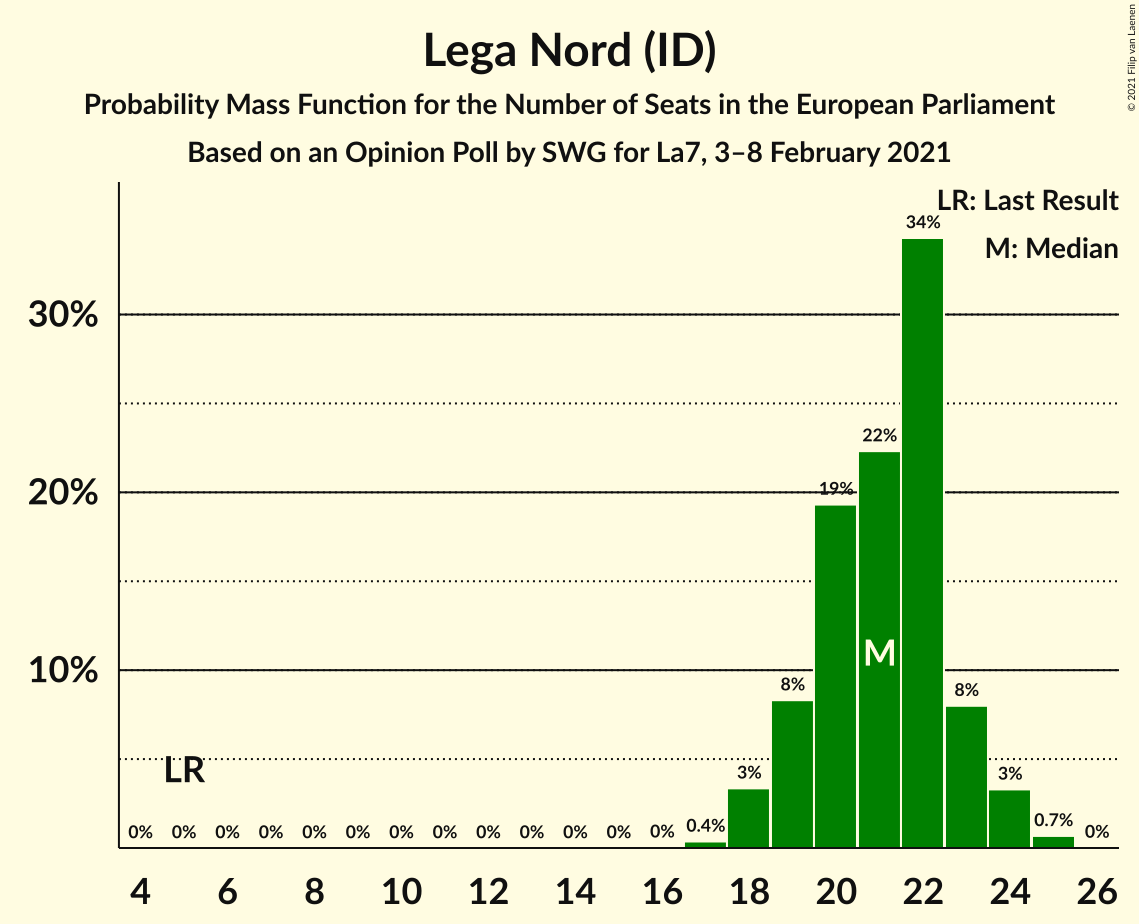 Lega Nord (ID)
Probability Mass Function for the Number of Seats in the European Parliament
Based on an Opinion Poll by SWG for La7, 3–8 February 2021
© 2021 Filip van Laenen
LR: Last Result
M: Median
34%
30%
22%
20%
19%
M
10%
8%
8%
LR
3%
3%
0% 0% 0% 0% 0% 0% 0% 0% 0% 0% 0% 0% 0% 0.4% 0.7% 0%
4 6 8 10 12 14 16 18 20 22 24 26